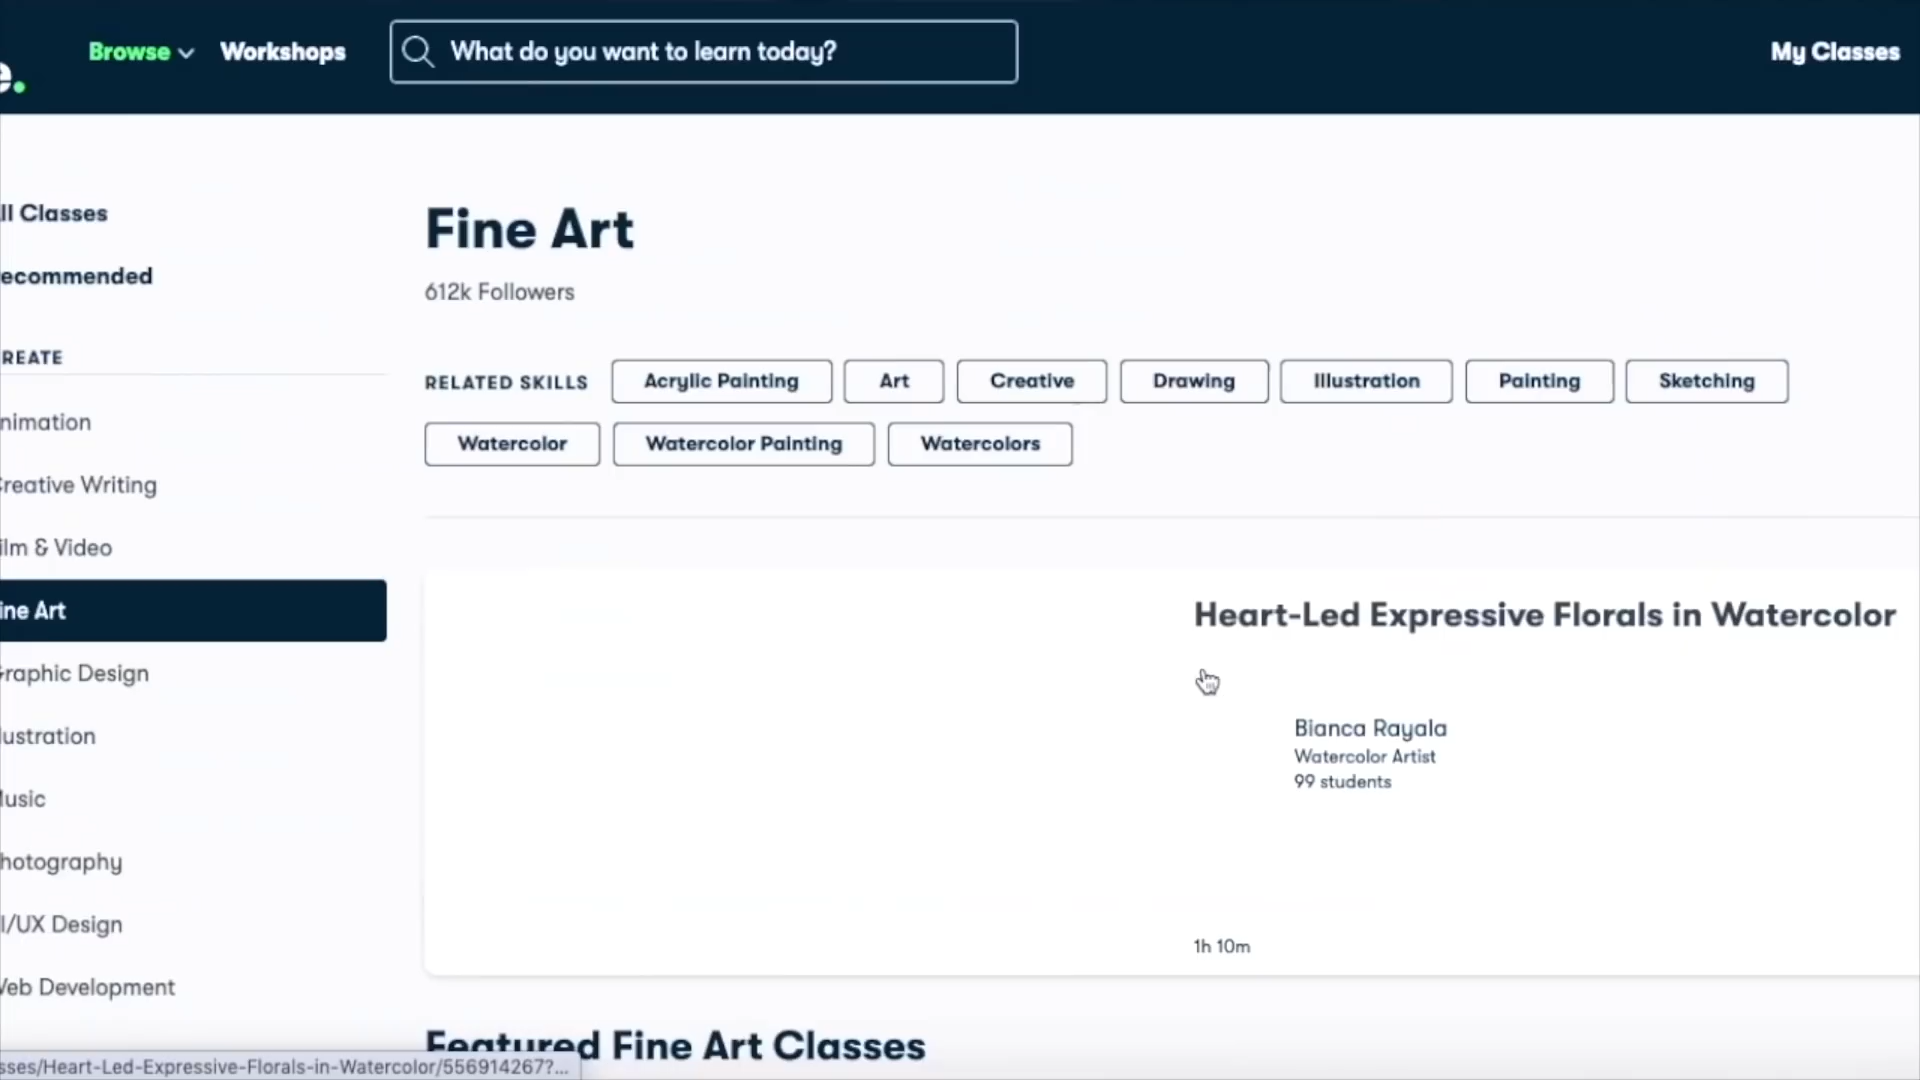 e.
Browse
Workshops
What do you want to learn today?
My Classes
ll Classes
ecommended
REATE
nimation
reative Writing
ilm & Video
ine Art
raphic Design
lustration
usic
hotography
I/UX Design
eb Development
Fine Art
612k Followers
RELATED SKILLS Acrylic Painting Art Creative Drawing Illustration Painting Sketching
Watercolor Watercolor Painting Watercolors
Heart-Led Expressive Florals in Watercolor
Bianca Rayala
Watercolor Artist
99 students
1h 10m
Featured Fine Art Classes
sses/Heart-Led-Expressive-Florals-in-Watercolor/556914267?...